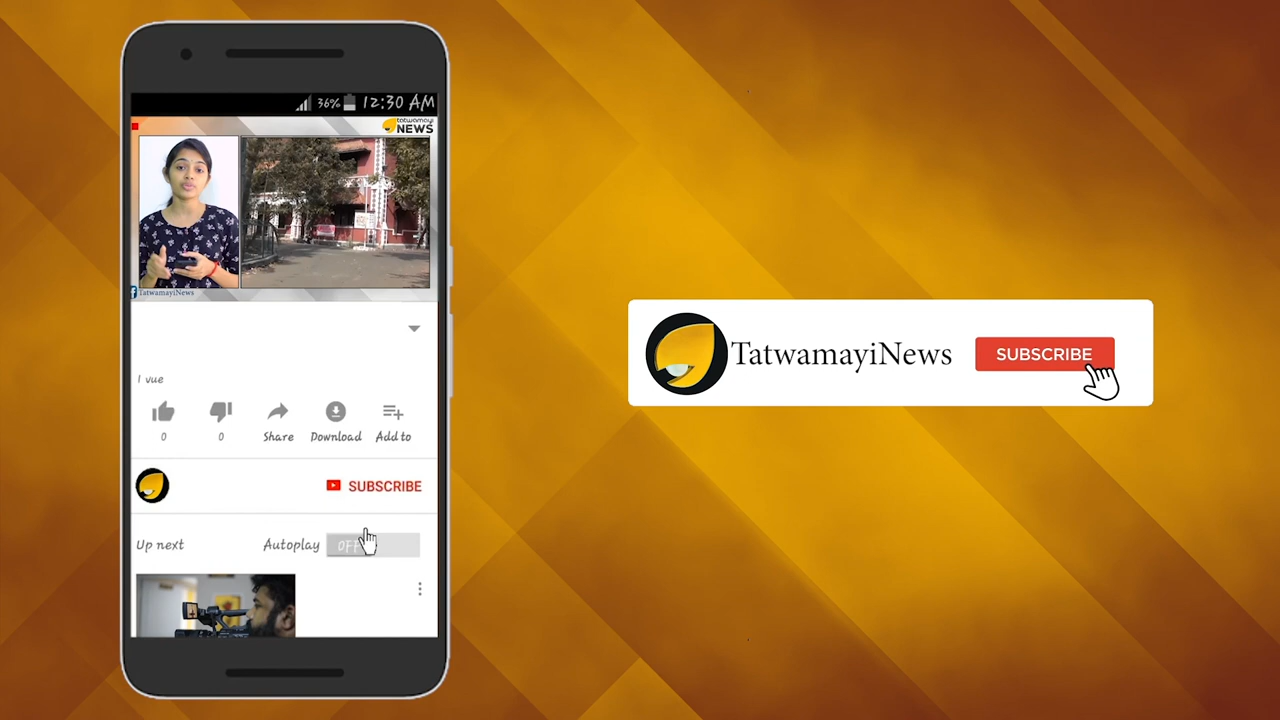 36% 12:30 AM
tatwamayi
NEWS
TatwamayiNews
1 vue
0 0 Share Download Add to
SUBSCRIBE
Up next Autoplay OFF
TatwamayiNews SUBSCRIBE